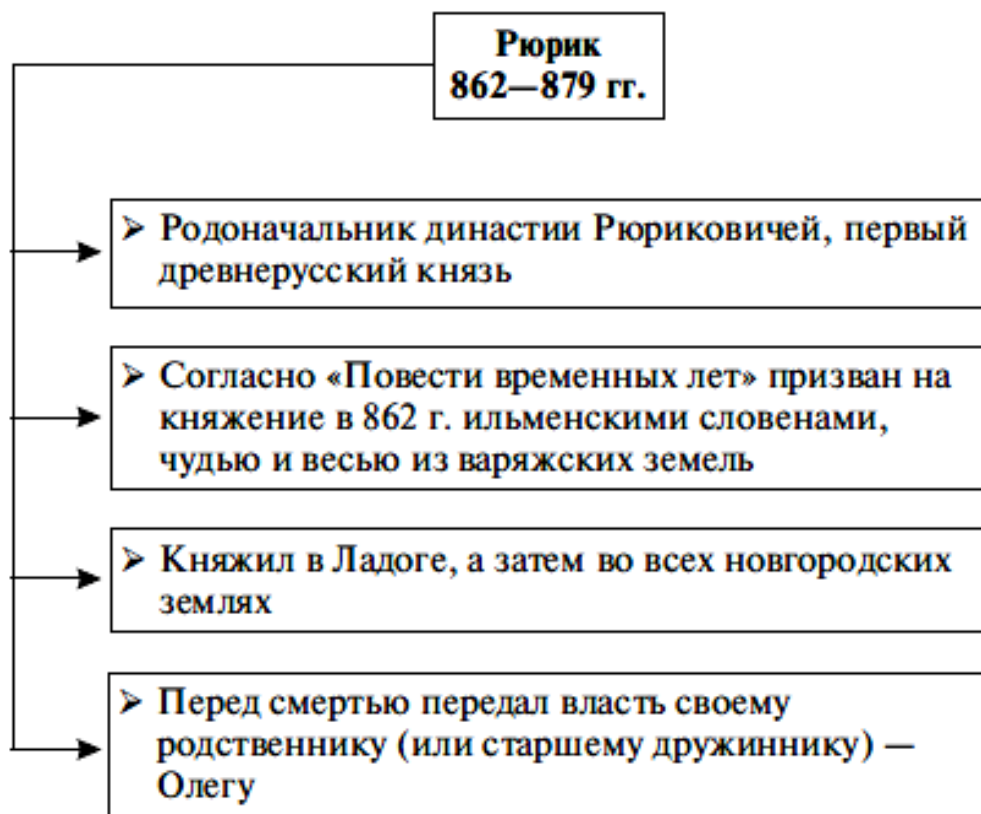 Рюрик
862—879 гг.
➢ Родоначальник династии Рюриковичей, первый
древнерусский князь
➢ Согласно «Повести временных лет» призван на
княжение в 862 г. ильменскими словенами,
чудью и весью из варяжских земель
➢ Княжил в Ладоге, а затем во всех новгородских
землях
➢ Перед смертью передал власть своему
родственнику (или старшему дружиннику) —
Олегу